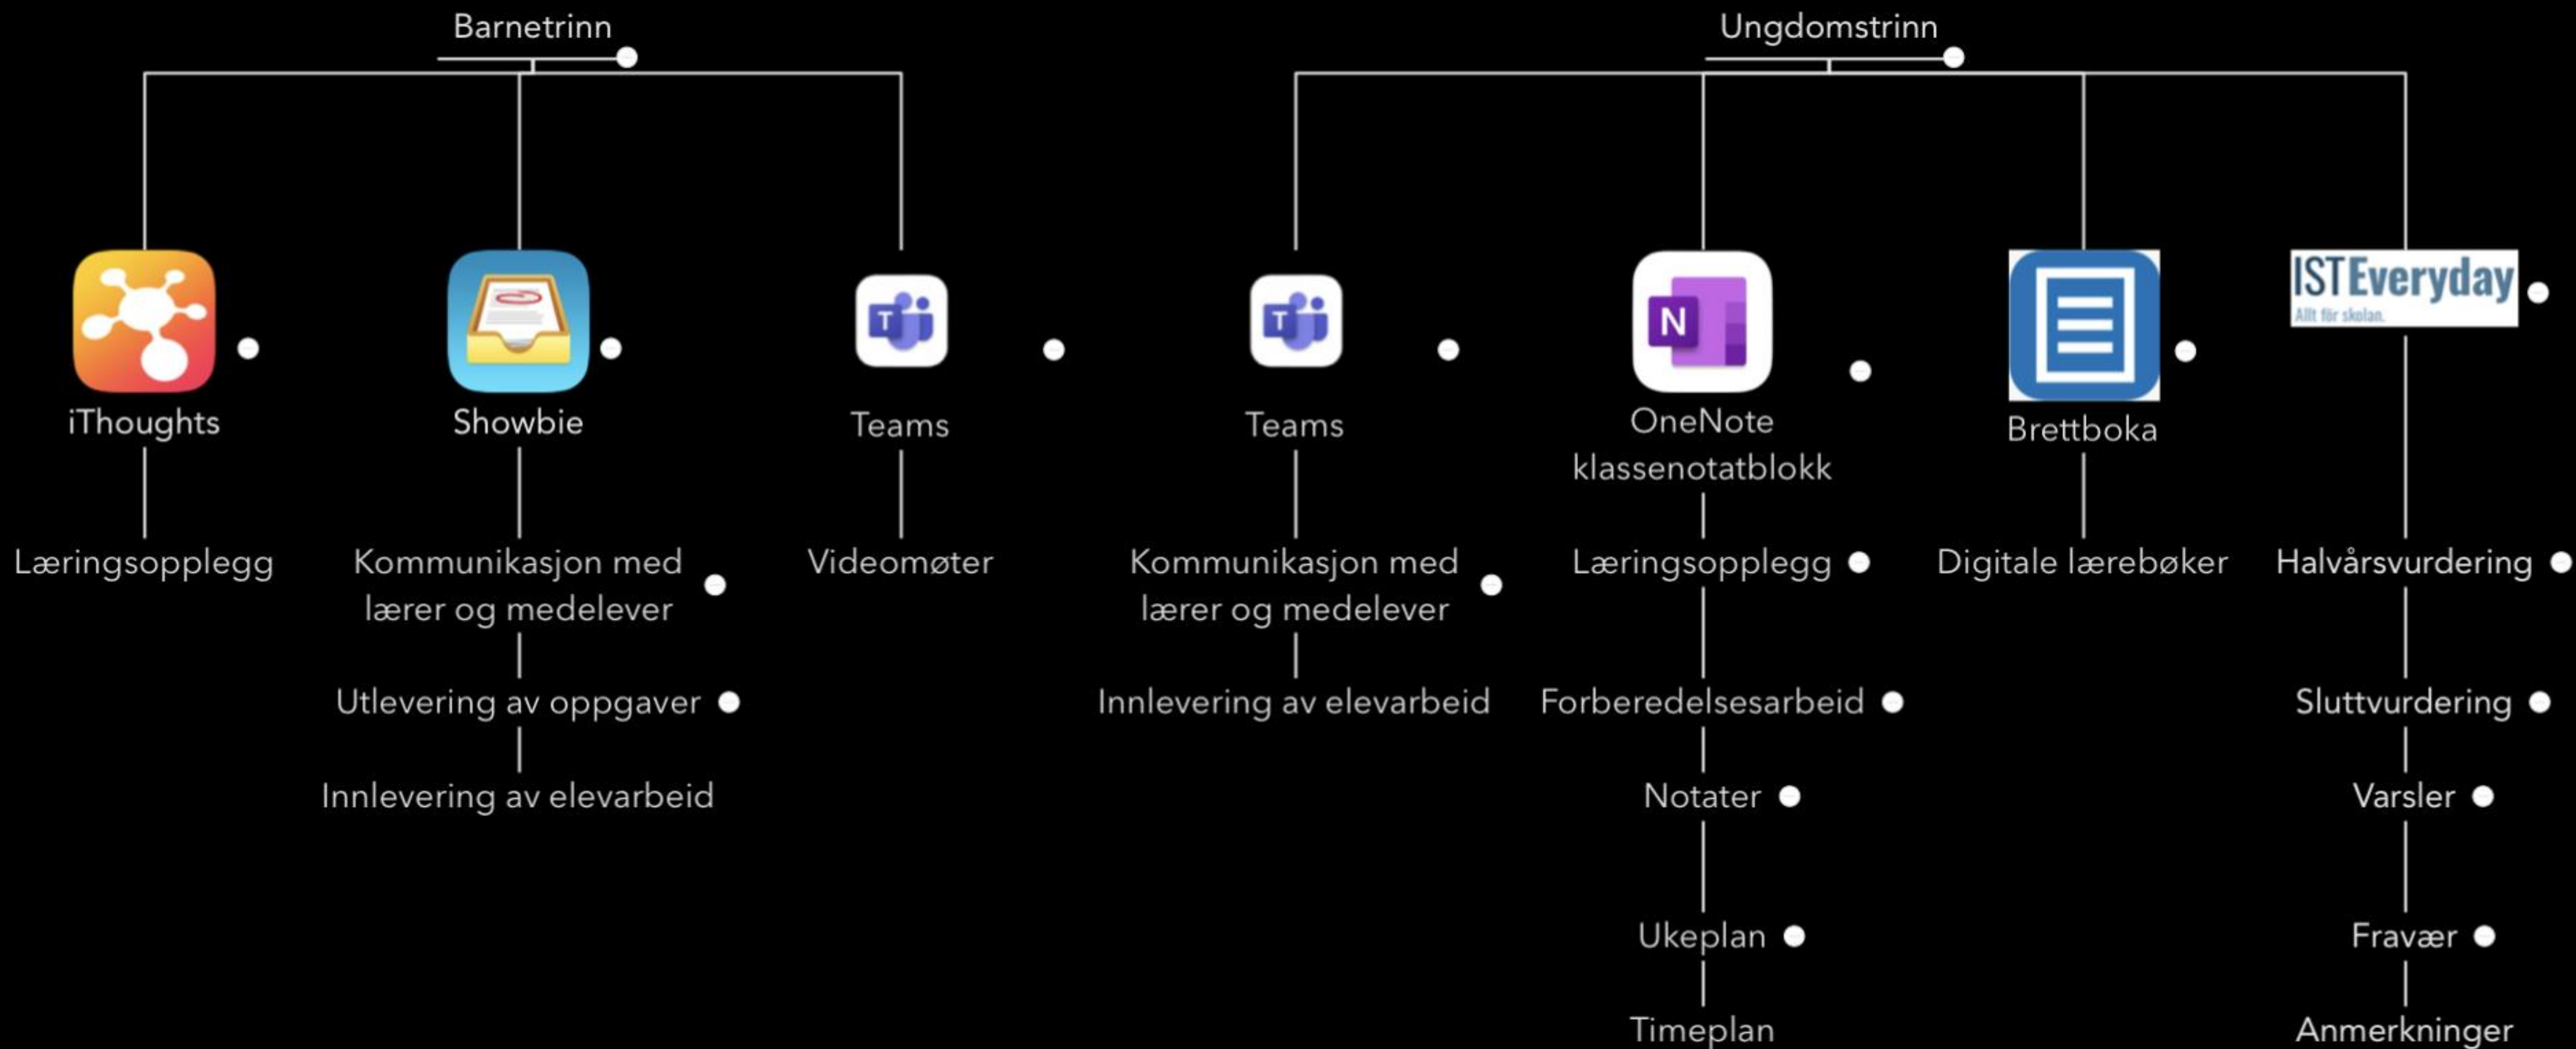 Barnetrinn
Ungdomstrinn
T
T
N
ISTEveryday
Allt för skolan.
iThoughts
Showbie
Teams
Teams
OneNote
klassenotatblokk
Brettboka
Læringsopplegg
Kommunikasjon med
lærer og medelever
Utlevering av oppgaver
Innlevering av elevarbeid
Videomøter
Kommunikasjon med
lærer og medelever
Innlevering av elevarbeid
Læringsopplegg
Forberedelsesarbeid
Notater
Ukeplan
Timeplan
Digitale lærebøker
Halvårsvurdering
Sluttvurdering
Varsler
Fravær
Anmerkninger